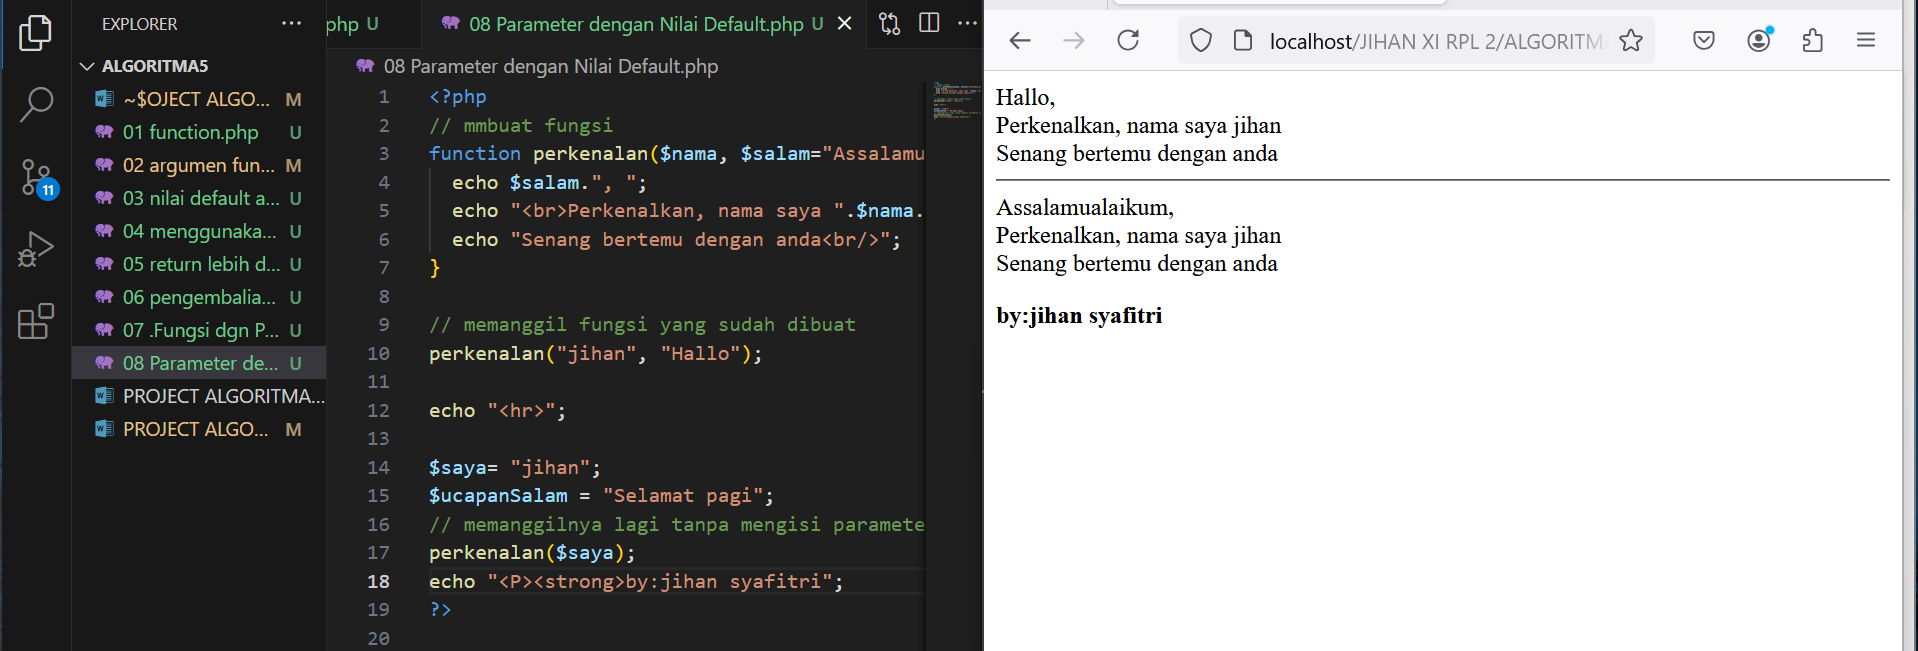 EXPLORER
ALGORITMA5
~$OJECT ALGO... M
01 function.php U
02 argumen fun... M
03 nilai default a... U
04 menggunaka... U
05 return lebih d... U
06 pengembalia... U
07 .Fungsi dgn P... U
08 Parameter de... U
PROJECT ALGORITMA...
PROJECT ALGO... M
11
php U
08 Parameter dengan Nilai Default.php U
08 Parameter dengan Nilai Default.php
1 <?php
2 // mmbuat fungsi
3 function perkenalan($nama, $salam="Assalamu
4 echo $salam.", ";
5 echo "<br>Perkenalkan, nama saya ".$nama.
6 echo "Senang bertemu dengan anda<br/>";
7 }
8
9 // memanggil fungsi yang sudah dibuat
10 perkenalan("jihan", "Hallo");
11
12 echo "<hr>";
13
14 $saya= "jihan";
15 $ucapanSalam = "Selamat pagi";
16 // memanggilnya lagi tanpa mengisi paramete
17 perkenalan($saya);
18 echo "<P><strong>by:jihan syafitri";
19 ?>
20
localhost/JIHAN XI RPL 2/ALGORITM
Hallo,
Perkenalkan, nama saya jihan
Senang bertemu dengan anda
Assalamualaikum,
Perkenalkan, nama saya jihan
Senang bertemu dengan anda
by:jihan syafitri